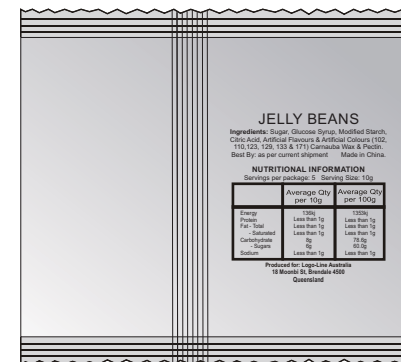 JELLY BEANS
Ingredients: Sugar, Glucose Syrup, Modified Starch,
Citric Acid, Artificial Flavours & Artificial Colours (102,
110,123, 129, 133 & 171) Carnauba Wax & Pectin.
Best By: as per current shipment Made in China.
NUTRITIONAL INFORMATION
Servings per package: 5 Serving Size: 10g
Average Qty per 10g Average Qty per 100g
Energy 136kj 1353kj
Protein Less than 1g Less than 1g
Fat - Total Less than 1g Less than 1g
- Saturated Less than 1g Less than 1g
Carbohydrate 8g 78.6g
- Sugars 6g 60.0g
Sodium Less than 1g Less than 1g
Produced for: Logo-Line Australia
18 Moonbi St, Brendale 4500
Queensland